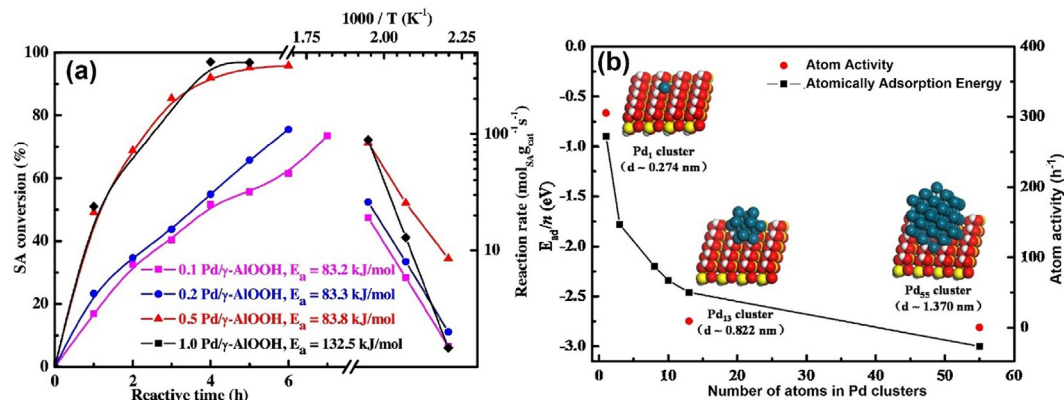 1000 / T (K⁻¹)
1.75 2.00 2.25
(a)
SA conversion (%)
100
90
80
70
60
50
40
30
20
10
0
0.1 Pd/γ-AlOOH, Eₐ = 83.2 kJ/mol
0.2 Pd/γ-AlOOH, Eₐ = 83.3 kJ/mol
0.5 Pd/γ-AlOOH, Eₐ = 83.8 kJ/mol
1.0 Pd/γ-AlOOH, Eₐ = 132.5 kJ/mol
0 2 4 6
Reactive time (h)
100
10
Reaction rate (mol_SA g_cat⁻¹ s⁻¹)
(b)
E_ad/n (eV)
0.0
-0.5
-1.0
-1.5
-2.0
-2.5
-3.0
Atom Activity
Atomically Adsorption Energy
Pd₁ cluster
( d ~ 0.274 nm )
Pd₁₃ cluster
( d ~ 0.822 nm )
Pd₅₅ cluster
( d ~ 1.370 nm )
0 10 20 30 40 50 60
Number of atoms in Pd clusters
400
300
200
100
0
Atom activity (h⁻¹)